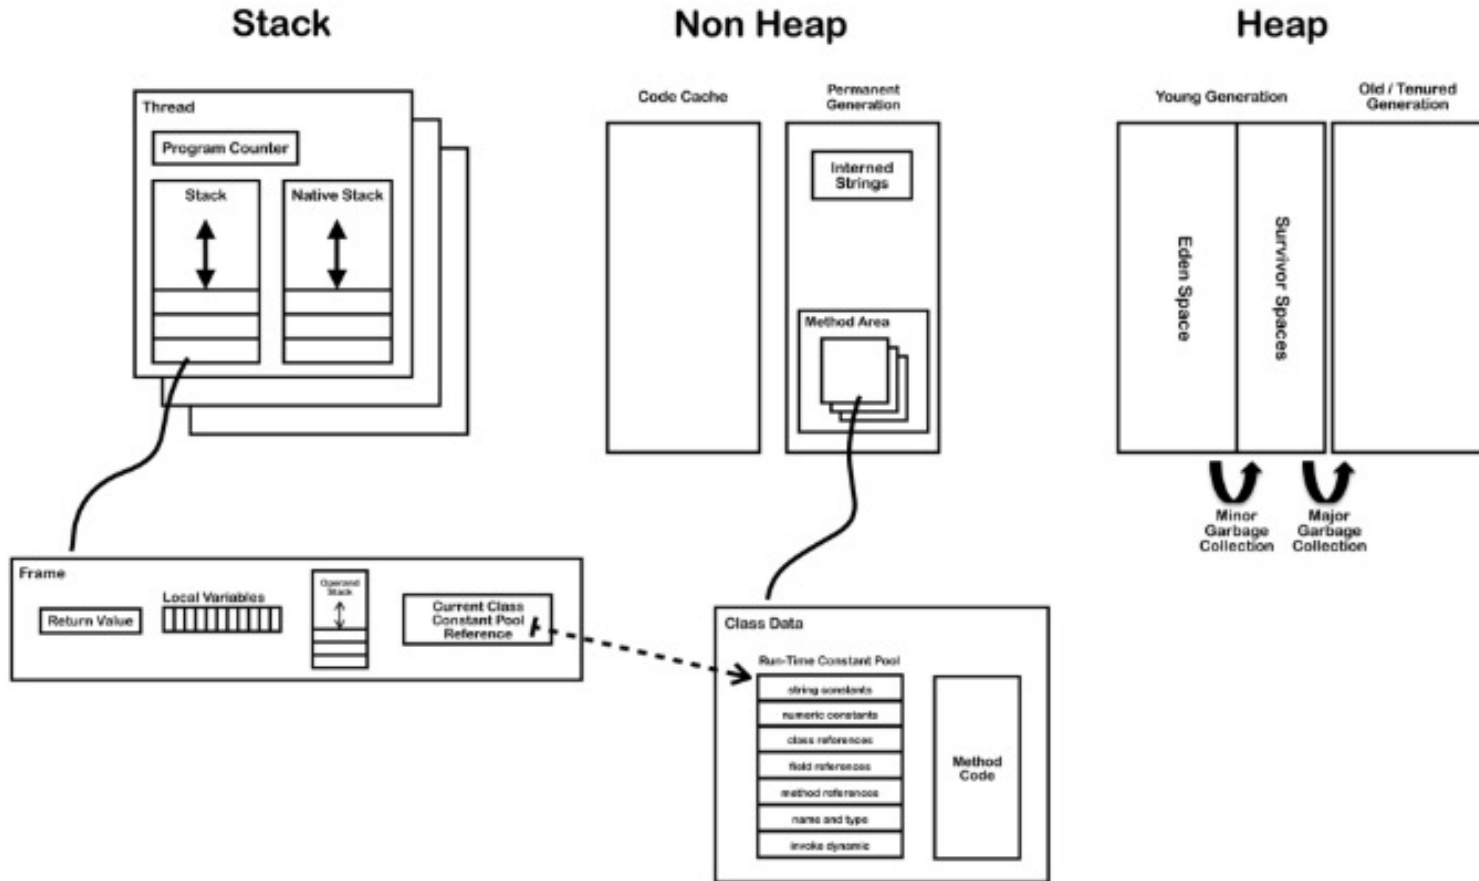 Stack
Non Heap
Heap
Thread
Program Counter
Stack
Native Stack
Code Cache
Permanent
Generation
Interned
Strings
Method Area
Young Generation
Old / Tenured
Generation
Eden Space
Survivor Spaces
Minor
Garbage
Collection
Major
Garbage
Collection
Frame
Return Value
Local Variables
Operand
Stack
Current Class
Constant Pool
Reference
Class Data
Run-Time Constant Pool
string constants
numeric constants
class references
field references
method references
name and type
invoke dynamic
Method
Code